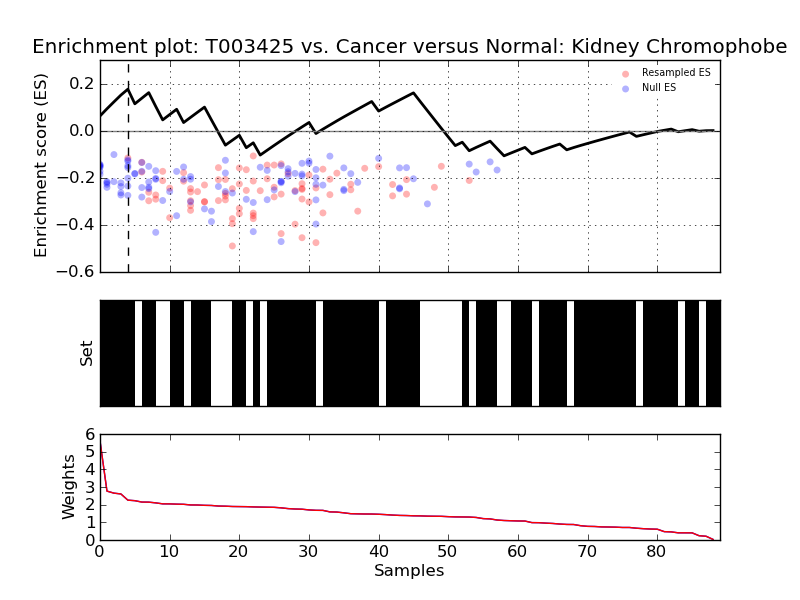 Enrichment plot: T003425 vs. Cancer versus Normal: Kidney Chromophobe
Enrichment score (ES)
0.2
0.0
−0.2
−0.4
−0.6
Resampled ES
Null ES
Set
Weights
6
5
4
3
2
1
0
0 10 20 30 40 50 60 70 80
Samples